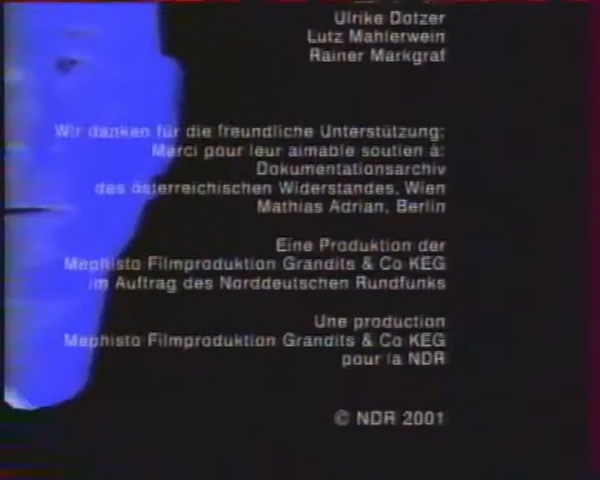 Ulrike Dotzer
Lutz Mahlerwein
Rainer Markgraf
Wir danken für die freundliche Unterstützung:
Merci pour leur aimable soutien à:
Dokumentationsarchiv
des österreichischen Widerstandes, Wien
Mathias Adrian, Berlin
Eine Produktion der
Mephisto Filmproduktion Grandits & Co KEG
im Auftrag des Norddeutschen Rundfunks
Une production
Mephisto Filmproduktion Grandits & Co KEG
pour la NDR
© NDR 2001